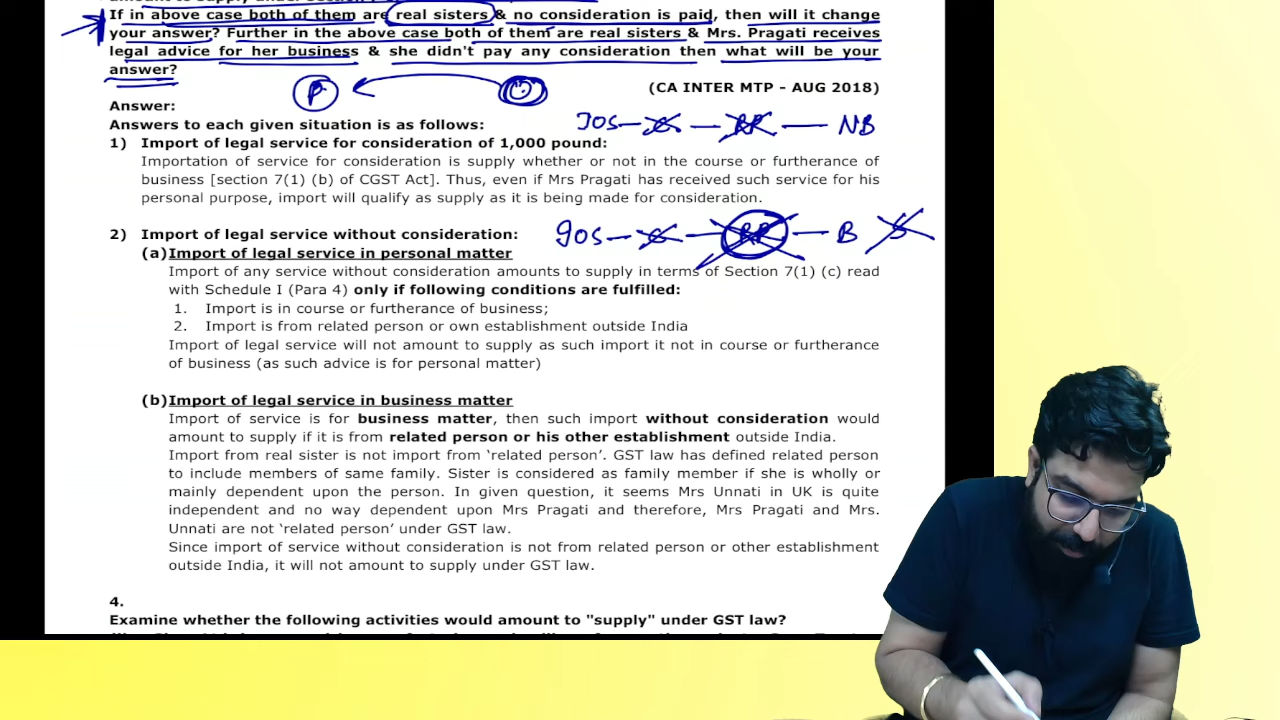 If in above case both of them are real sisters & no consideration is paid, then will it change
your answer? Further in the above case both of them are real sisters & Mrs. Pragati receives
legal advice for her business & she didn't pay any consideration then what will be your
answer?
P
U
(CA INTER MTP - AUG 2018)
Answer:
Answers to each given situation is as follows:
IOS — C — RP — NB
1) Import of legal service for consideration of 1,000 pound:
Importation of service for consideration is supply whether or not in the course or furtherance of
business [section 7(1) (b) of CGST Act]. Thus, even if Mrs Pragati has received such service for his
personal purpose, import will qualify as supply as it is being made for consideration.
2) Import of legal service without consideration:
IOS — C — RP — B S
(a) Import of legal service in personal matter
Import of any service without consideration amounts to supply in terms of Section 7(1) (c) read
with Schedule I (Para 4) only if following conditions are fulfilled:
1. Import is in course or furtherance of business;
2. Import is from related person or own establishment outside India
Import of legal service will not amount to supply as such import it not in course or furtherance
of business (as such advice is for personal matter)
(b) Import of legal service in business matter
Import of service is for business matter, then such import without consideration would
amount to supply if it is from related person or his other establishment outside India.
Import from real sister is not import from ‘related person’. GST law has defined related person
to include members of same family. Sister is considered as family member if she is wholly or
mainly dependent upon the person. In given question, it seems Mrs Unnati in UK is quite
independent and no way dependent upon Mrs Pragati and therefore, Mrs Pragati and Mrs.
Unnati are not ‘related person’ under GST law.
Since import of service without consideration is not from related person or other establishment
outside India, it will not amount to supply under GST law.
4.
Examine whether the following activities would amount to "supply" under GST law?